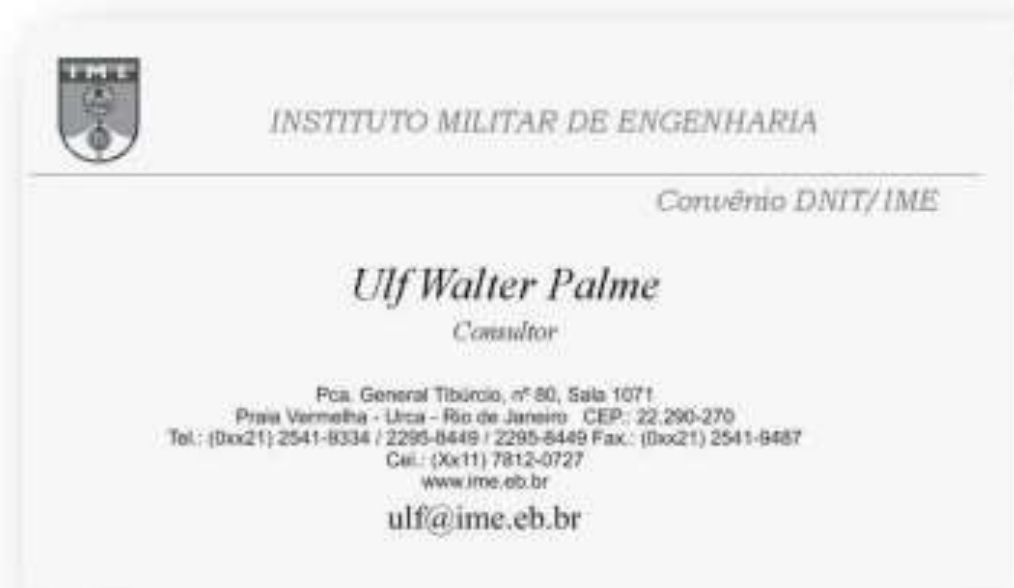 IME
INSTITUTO MILITAR DE ENGENHARIA
Convênio DNIT/IME
Ulf Walter Palme
Consultor
Pca. General Tibúrcio, nº 80, Sala 1071
Praia Vermelha - Urca - Rio de Janeiro CEP.: 22.290-270
Tel.: (0xx21) 2541-9334 / 2295-8449 / 2295-8449 Fax.: (0xx21) 2541-9487
Cel.: (Xx11) 7812-0727
www.ime.eb.br
ulf@ime.eb.br